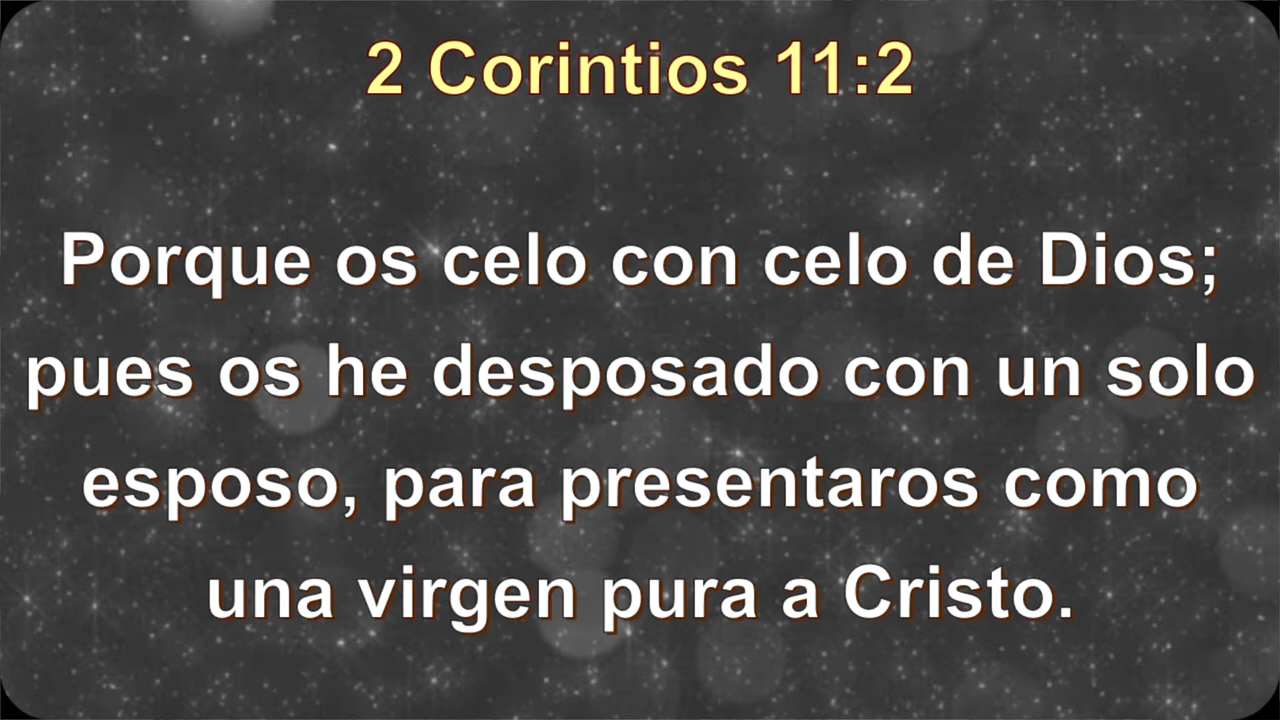 2 Corintios 11:2
Porque os celo con celo de Dios;
pues os he desposado con un solo
esposo, para presentaros como
una virgen pura a Cristo.